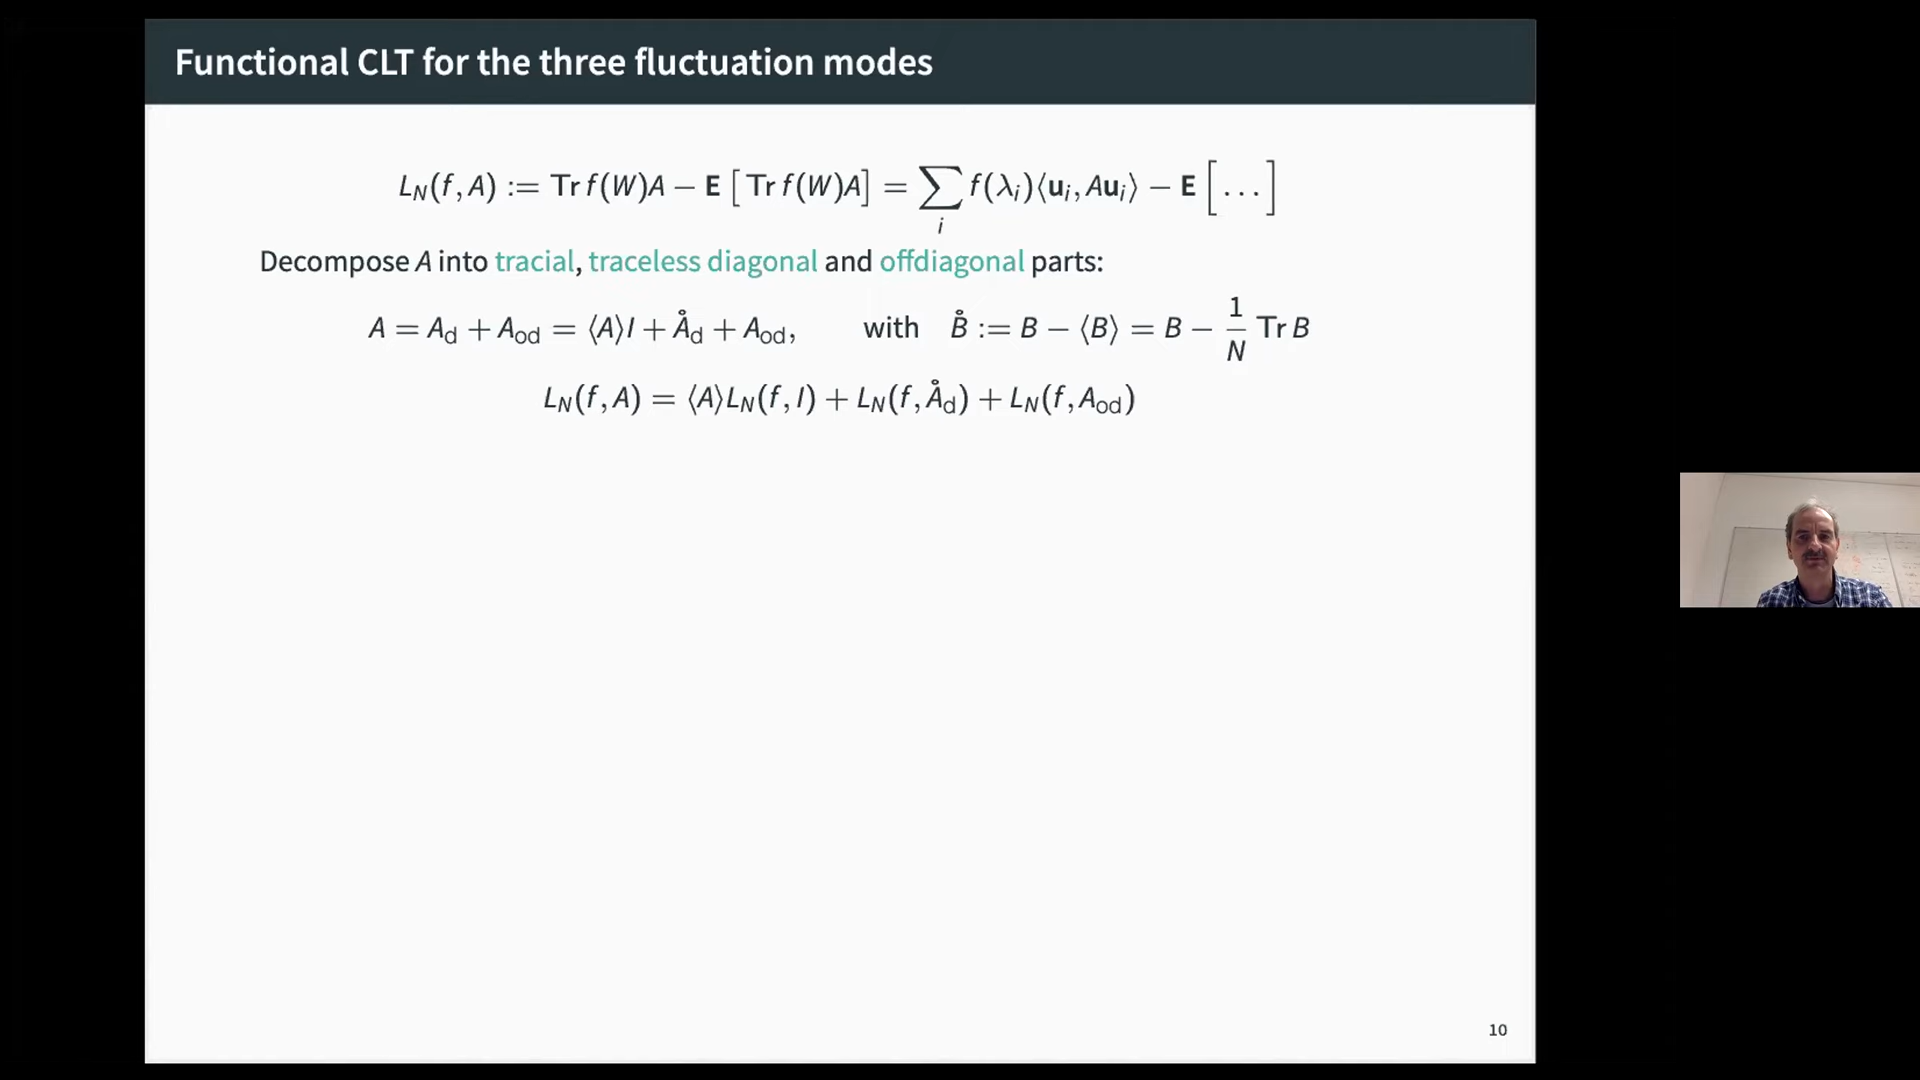 Functional CLT for the three fluctuation modes
L_N(f, A) := Tr f(W)A − E [ Tr f(W)A ] = ∑_i f(λ_i)⟨u_i, Au_i⟩ − E [ … ]
Decompose A into tracial, traceless diagonal and offdiagonal parts:
A = A_d + A_od = ⟨A⟩I + Å_d + A_od, with B̊ := B − ⟨B⟩ = B − 1/N Tr B
L_N(f, A) = ⟨A⟩L_N(f, I) + L_N(f, Å_d) + L_N(f, A_od)
10